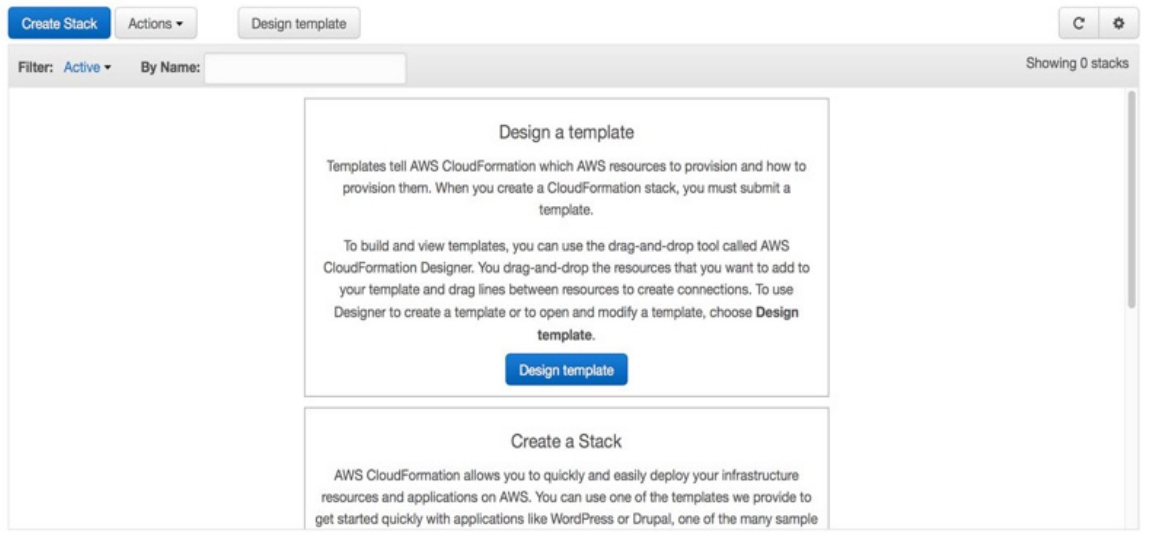 Create Stack Actions Design template
Filter: Active By Name: Showing 0 stacks
Design a template
Templates tell AWS CloudFormation which AWS resources to provision and how to
provision them. When you create a CloudFormation stack, you must submit a
template.
To build and view templates, you can use the drag-and-drop tool called AWS
CloudFormation Designer. You drag-and-drop the resources that you want to add to
your template and drag lines between resources to create connections. To use
Designer to create a template or to open and modify a template, choose Design
template.
Design template
Create a Stack
AWS CloudFormation allows you to quickly and easily deploy your infrastructure
resources and applications on AWS. You can use one of the templates we provide to
get started quickly with applications like WordPress or Drupal, one of the many sample